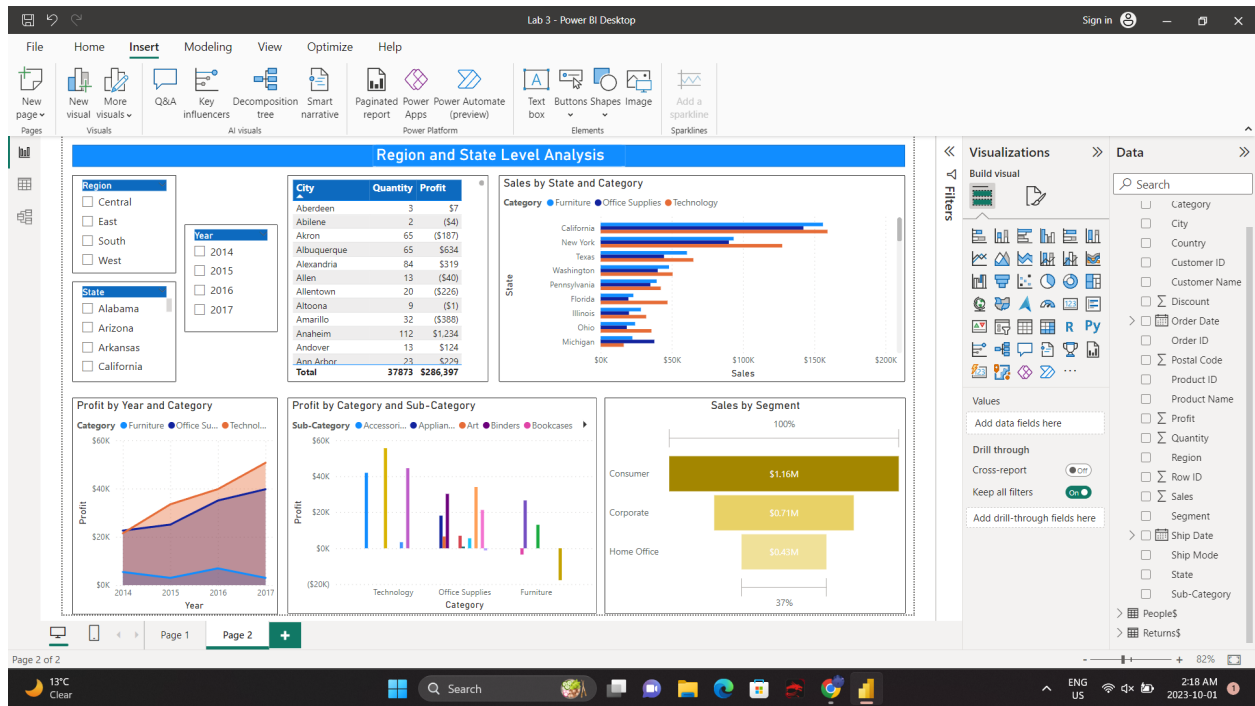 Lab 3 - Power BI Desktop
Sign in
File Home Insert Modeling View Optimize Help
New page
New visual
More visuals
Q&A
Key influencers
Decomposition tree
Smart narrative
Paginated report
Power Apps
Power Automate (preview)
Text box
Buttons
Shapes
Image
Add a sparkline
Pages
Visuals
AI visuals
Power Platform
Elements
Sparklines
Region and State Level Analysis
Region
Central
East
South
West
State
Alabama
Arizona
Arkansas
California
Year
2014
2015
2016
2017
City Quantity Profit
Aberdeen 3 $7
Abilene 2 ($4)
Akron 65 ($187)
Albuquerque 65 $634
Alexandria 84 $319
Allen 13 ($40)
Allentown 20 ($226)
Altoona 9 ($1)
Amarillo 32 ($388)
Anaheim 112 $1,234
Andover 13 $124
Ann Arbor 23 $229
Total 37873 $286,397
Sales by State and Category
Category Furniture Office Supplies Technology
State
California
New York
Texas
Washington
Pennsylvania
Florida
Illinois
Ohio
Michigan
$0K $50K $100K $150K $200K
Sales
Profit by Year and Category
Category Furniture Office Su... Technol...
Profit
$60K
$40K
$20K
$0K
2014 2015 2016 2017
Year
Profit by Category and Sub-Category
Sub-Category Accessori... Applian... Art Binders Bookcases
Profit
$60K
$40K
$20K
$0K
($20K)
Technology Office Supplies Furniture
Category
Sales by Segment
100%
Consumer $1.16M
Corporate $0.71M
Home Office $0.43M
37%
Filters
Visualizations
Build visual
R Py
123
Values
Add data fields here
Drill through
Cross-report Off
Keep all filters On
Add drill-through fields here
Data
Search
Category
City
Country
Customer ID
Customer Name
Σ Discount
Order Date
Order ID
Σ Postal Code
Product ID
Product Name
Σ Profit
Σ Quantity
Region
Σ Row ID
Σ Sales
Segment
Ship Date
Ship Mode
State
Sub-Category
People$
Returns$
Page 1
Page 2
+
Page 2 of 2
- + 82%
13°C
Clear
Search
ENG
US
2:18 AM
2023-10-01
1